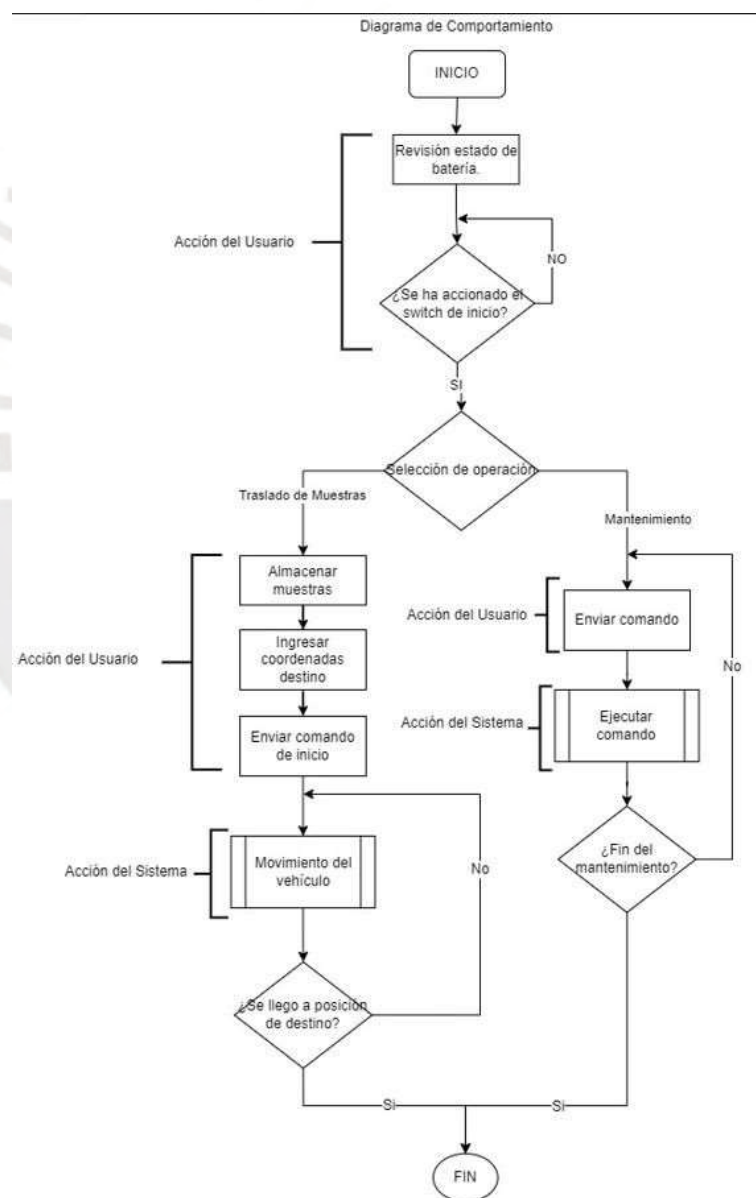 Diagrama de Comportamiento
INICIO
Revisión estado de
batería.
Acción del Usuario
NO
¿Se ha accionado el
switch de inicio?
SI
Selección de operación
Traslado de Muestras
Mantenimiento
Almacenar
muestras
Acción del Usuario
Enviar comando
Ingresar
coordenadas
destino
Acción del Usuario
No
Acción del Sistema
Ejecutar
comando
Enviar comando
de inicio
¿Fin del
mantenimiento?
Acción del Sistema
Movimiento del
vehículo
No
¿Se llego a posición
de destino?
Si
Si
FIN